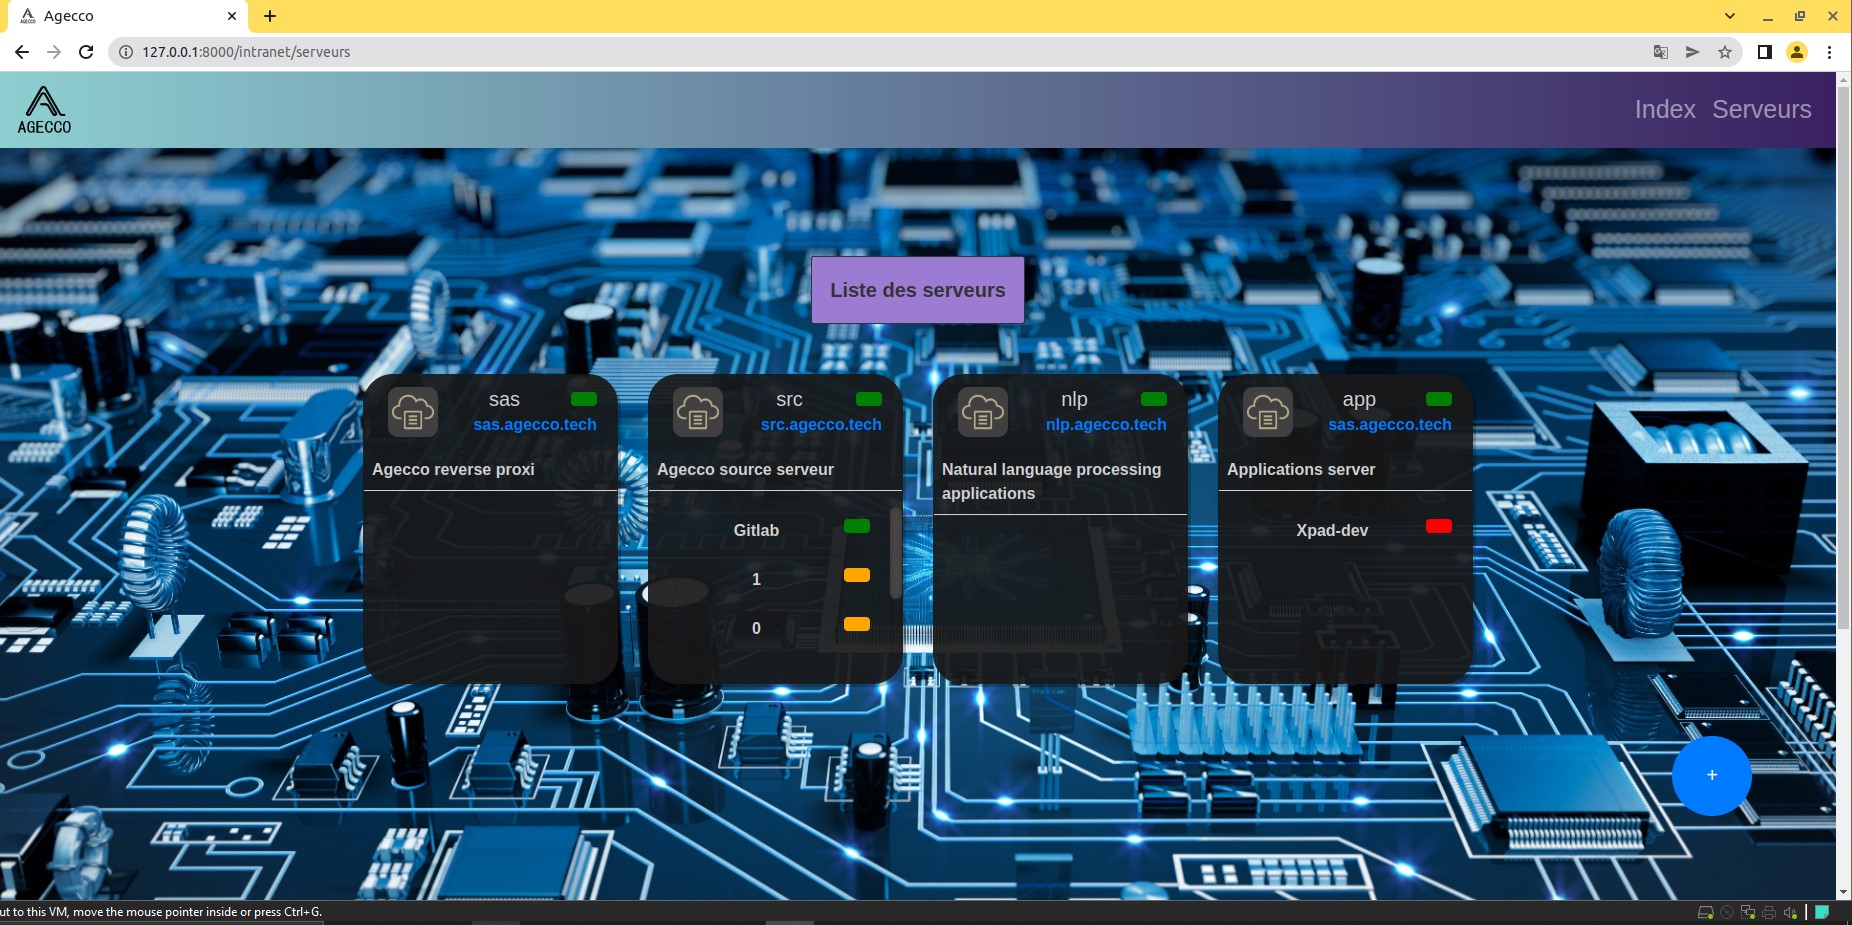 Agecco
127.0.0.1:8000/intranet/serveurs
AGECCO
Index Serveurs
Liste des serveurs
sas
sas.agecco.tech
Agecco reverse proxi
src
src.agecco.tech
Agecco source serveur
Gitlab
1
0
nlp
nlp.agecco.tech
Natural language processing
applications
app
sas.agecco.tech
Applications server
Xpad-dev
+
ut to this VM, move the mouse pointer inside or press Ctrl+G.